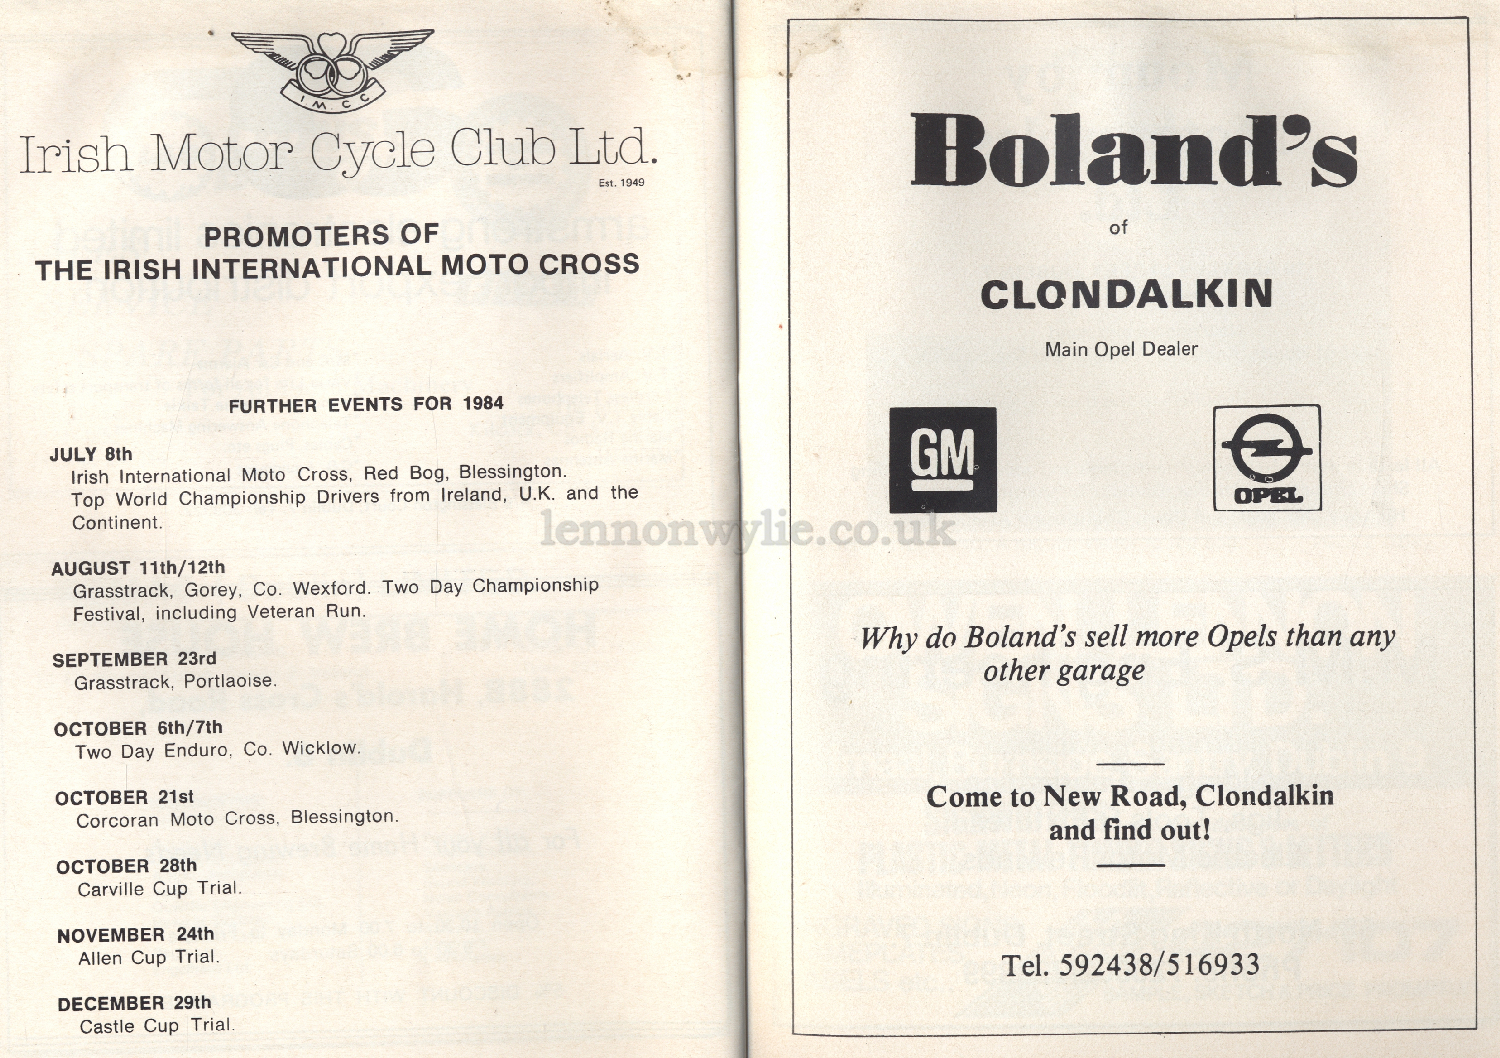 I.M.C.C
Irish Motor Cycle Club Ltd.
Est. 1949
PROMOTERS OF
THE IRISH INTERNATIONAL MOTO CROSS
FURTHER EVENTS FOR 1984
JULY 8th
Irish International Moto Cross, Red Bog, Blessington.
Top World Championship Drivers from Ireland, U.K. and the
Continent.
AUGUST 11th/12th
Grasstrack, Gorey, Co. Wexford. Two Day Championship
Festival, including Veteran Run.
SEPTEMBER 23rd
Grasstrack, Portlaoise.
OCTOBER 6th/7th
Two Day Enduro, Co. Wicklow.
OCTOBER 21st
Corcoran Moto Cross, Blessington.
OCTOBER 28th
Carville Cup Trial.
NOVEMBER 24th
Allen Cup Trial.
DECEMBER 29th
Castle Cup Trial.
lennonwylie.co.uk
Boland's
of
CLONDALKIN
Main Opel Dealer
GM
OPEL
Why do Boland's sell more Opels than any
other garage
Come to New Road, Clondalkin
and find out!
Tel. 592438/516933